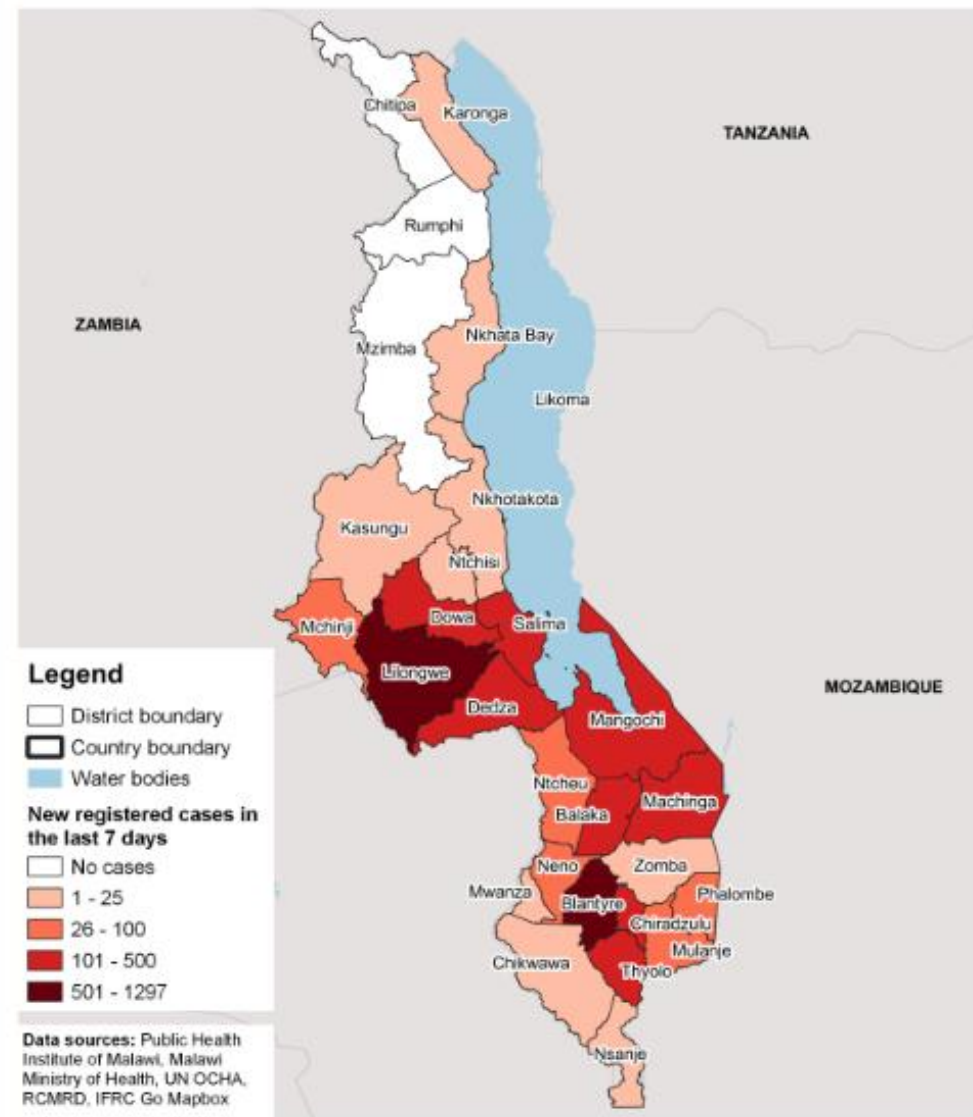 TANZANIA
Chitipa
Karonga
Rumphi
ZAMBIA
Nkhata Bay
Mzimba
Likoma
Nkhotakota
Kasungu
Ntchisi
Dowa
Salima
Mchinji
Lilongwe
MOZAMBIQUE
Dedza
Mangochi
Ntcheu
Machinga
Balaka
Neno
Zomba
Mwanza
Phalombe
Blantyre
Chiradzulu
Mulanje
Chikwawa
Thyolo
Nsanje
Legend
District boundary
Country boundary
Water bodies
New registered cases in
the last 7 days
No cases
1 - 25
26 - 100
101 - 500
501 - 1297
Data sources: Public Health
Institute of Malawi, Malawi
Ministry of Health, UN OCHA,
RCMRD, IFRC Go Mapbox